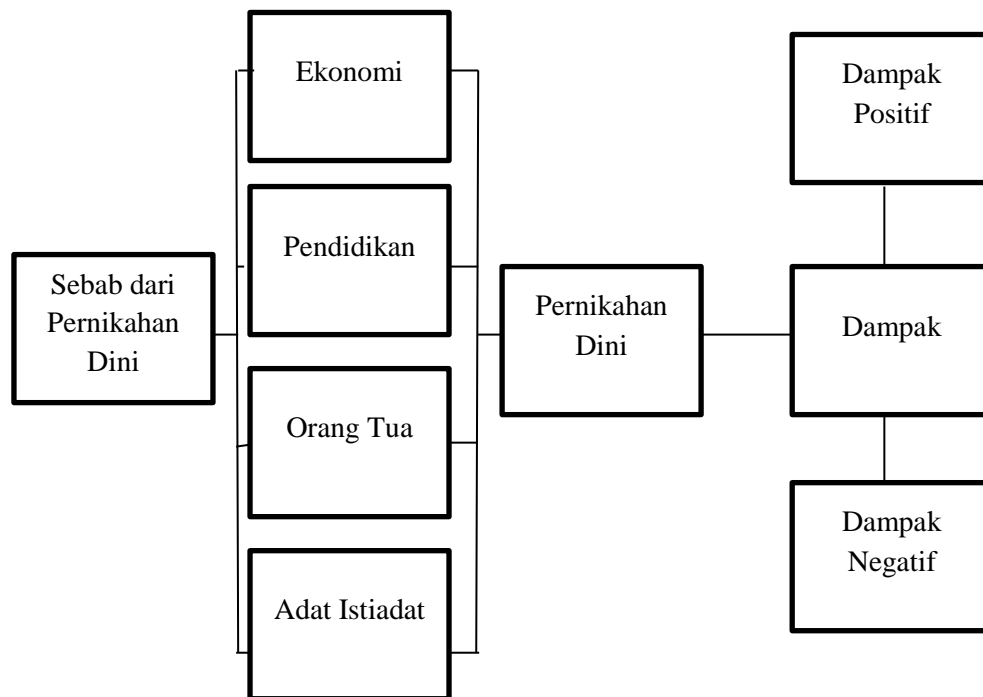 Sebab dari
Pernikahan
Dini
Ekonomi
Pendidikan
Orang Tua
Adat Istiadat
Pernikahan
Dini
Dampak
Positif
Dampak
Dampak
Negatif